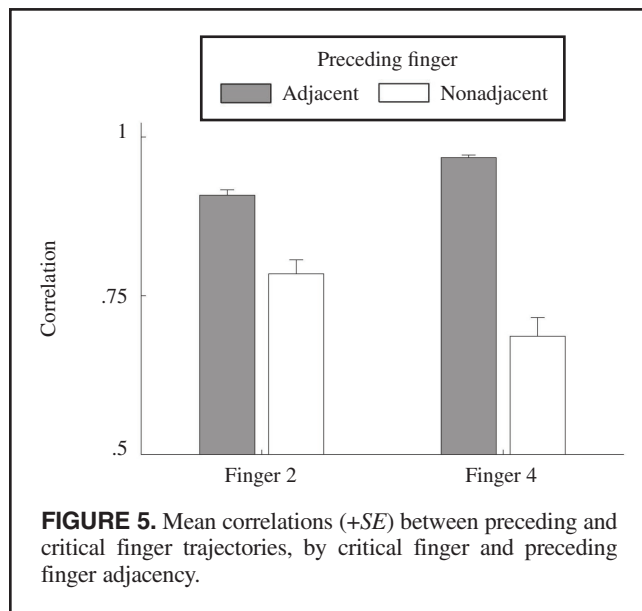 Preceding finger
Adjacent Nonadjacent
1
.75
.5
Correlation
Finger 2 Finger 4
FIGURE 5. Mean correlations (+SE) between preceding and
critical finger trajectories, by critical finger and preceding
finger adjacency.